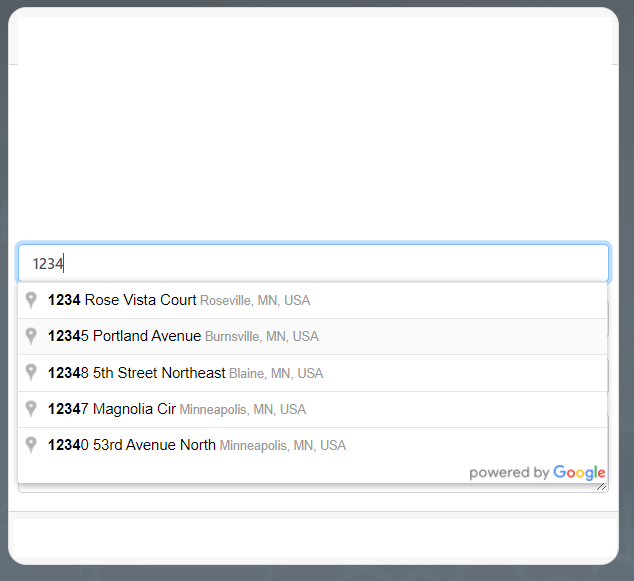 1234
1234 Rose Vista Court Roseville, MN, USA
12345 Portland Avenue Burnsville, MN, USA
12348 5th Street Northeast Blaine, MN, USA
12347 Magnolia Cir Minneapolis, MN, USA
12340 53rd Avenue North Minneapolis, MN, USA
powered by Google